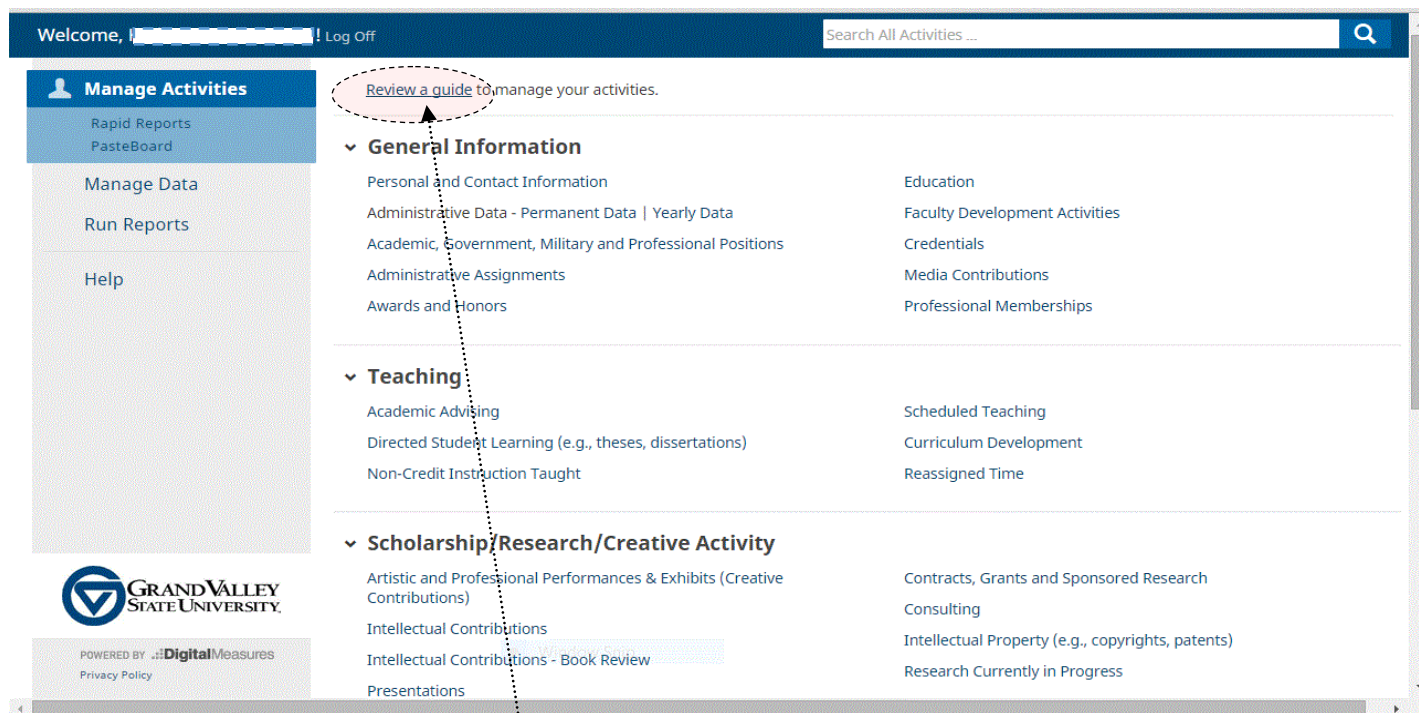 Welcome, ! Log Off
Search All Activities ...
Manage Activities
Rapid Reports
PasteBoard
Manage Data
Run Reports
Help
GRAND VALLEY
STATE UNIVERSITY.
POWERED BY .::DigitalMeasures
Privacy Policy
Review a guide to manage your activities.
General Information
Personal and Contact Information
Administrative Data - Permanent Data | Yearly Data
Academic, Government, Military and Professional Positions
Administrative Assignments
Awards and Honors
Education
Faculty Development Activities
Credentials
Media Contributions
Professional Memberships
Teaching
Academic Advising
Directed Student Learning (e.g., theses, dissertations)
Non-Credit Instruction Taught
Scheduled Teaching
Curriculum Development
Reassigned Time
Scholarship/Research/Creative Activity
Artistic and Professional Performances & Exhibits (Creative
Contributions)
Intellectual Contributions
Window Snip
Intellectual Contributions - Book Review
Presentations
Contracts, Grants and Sponsored Research
Consulting
Intellectual Property (e.g., copyrights, patents)
Research Currently in Progress